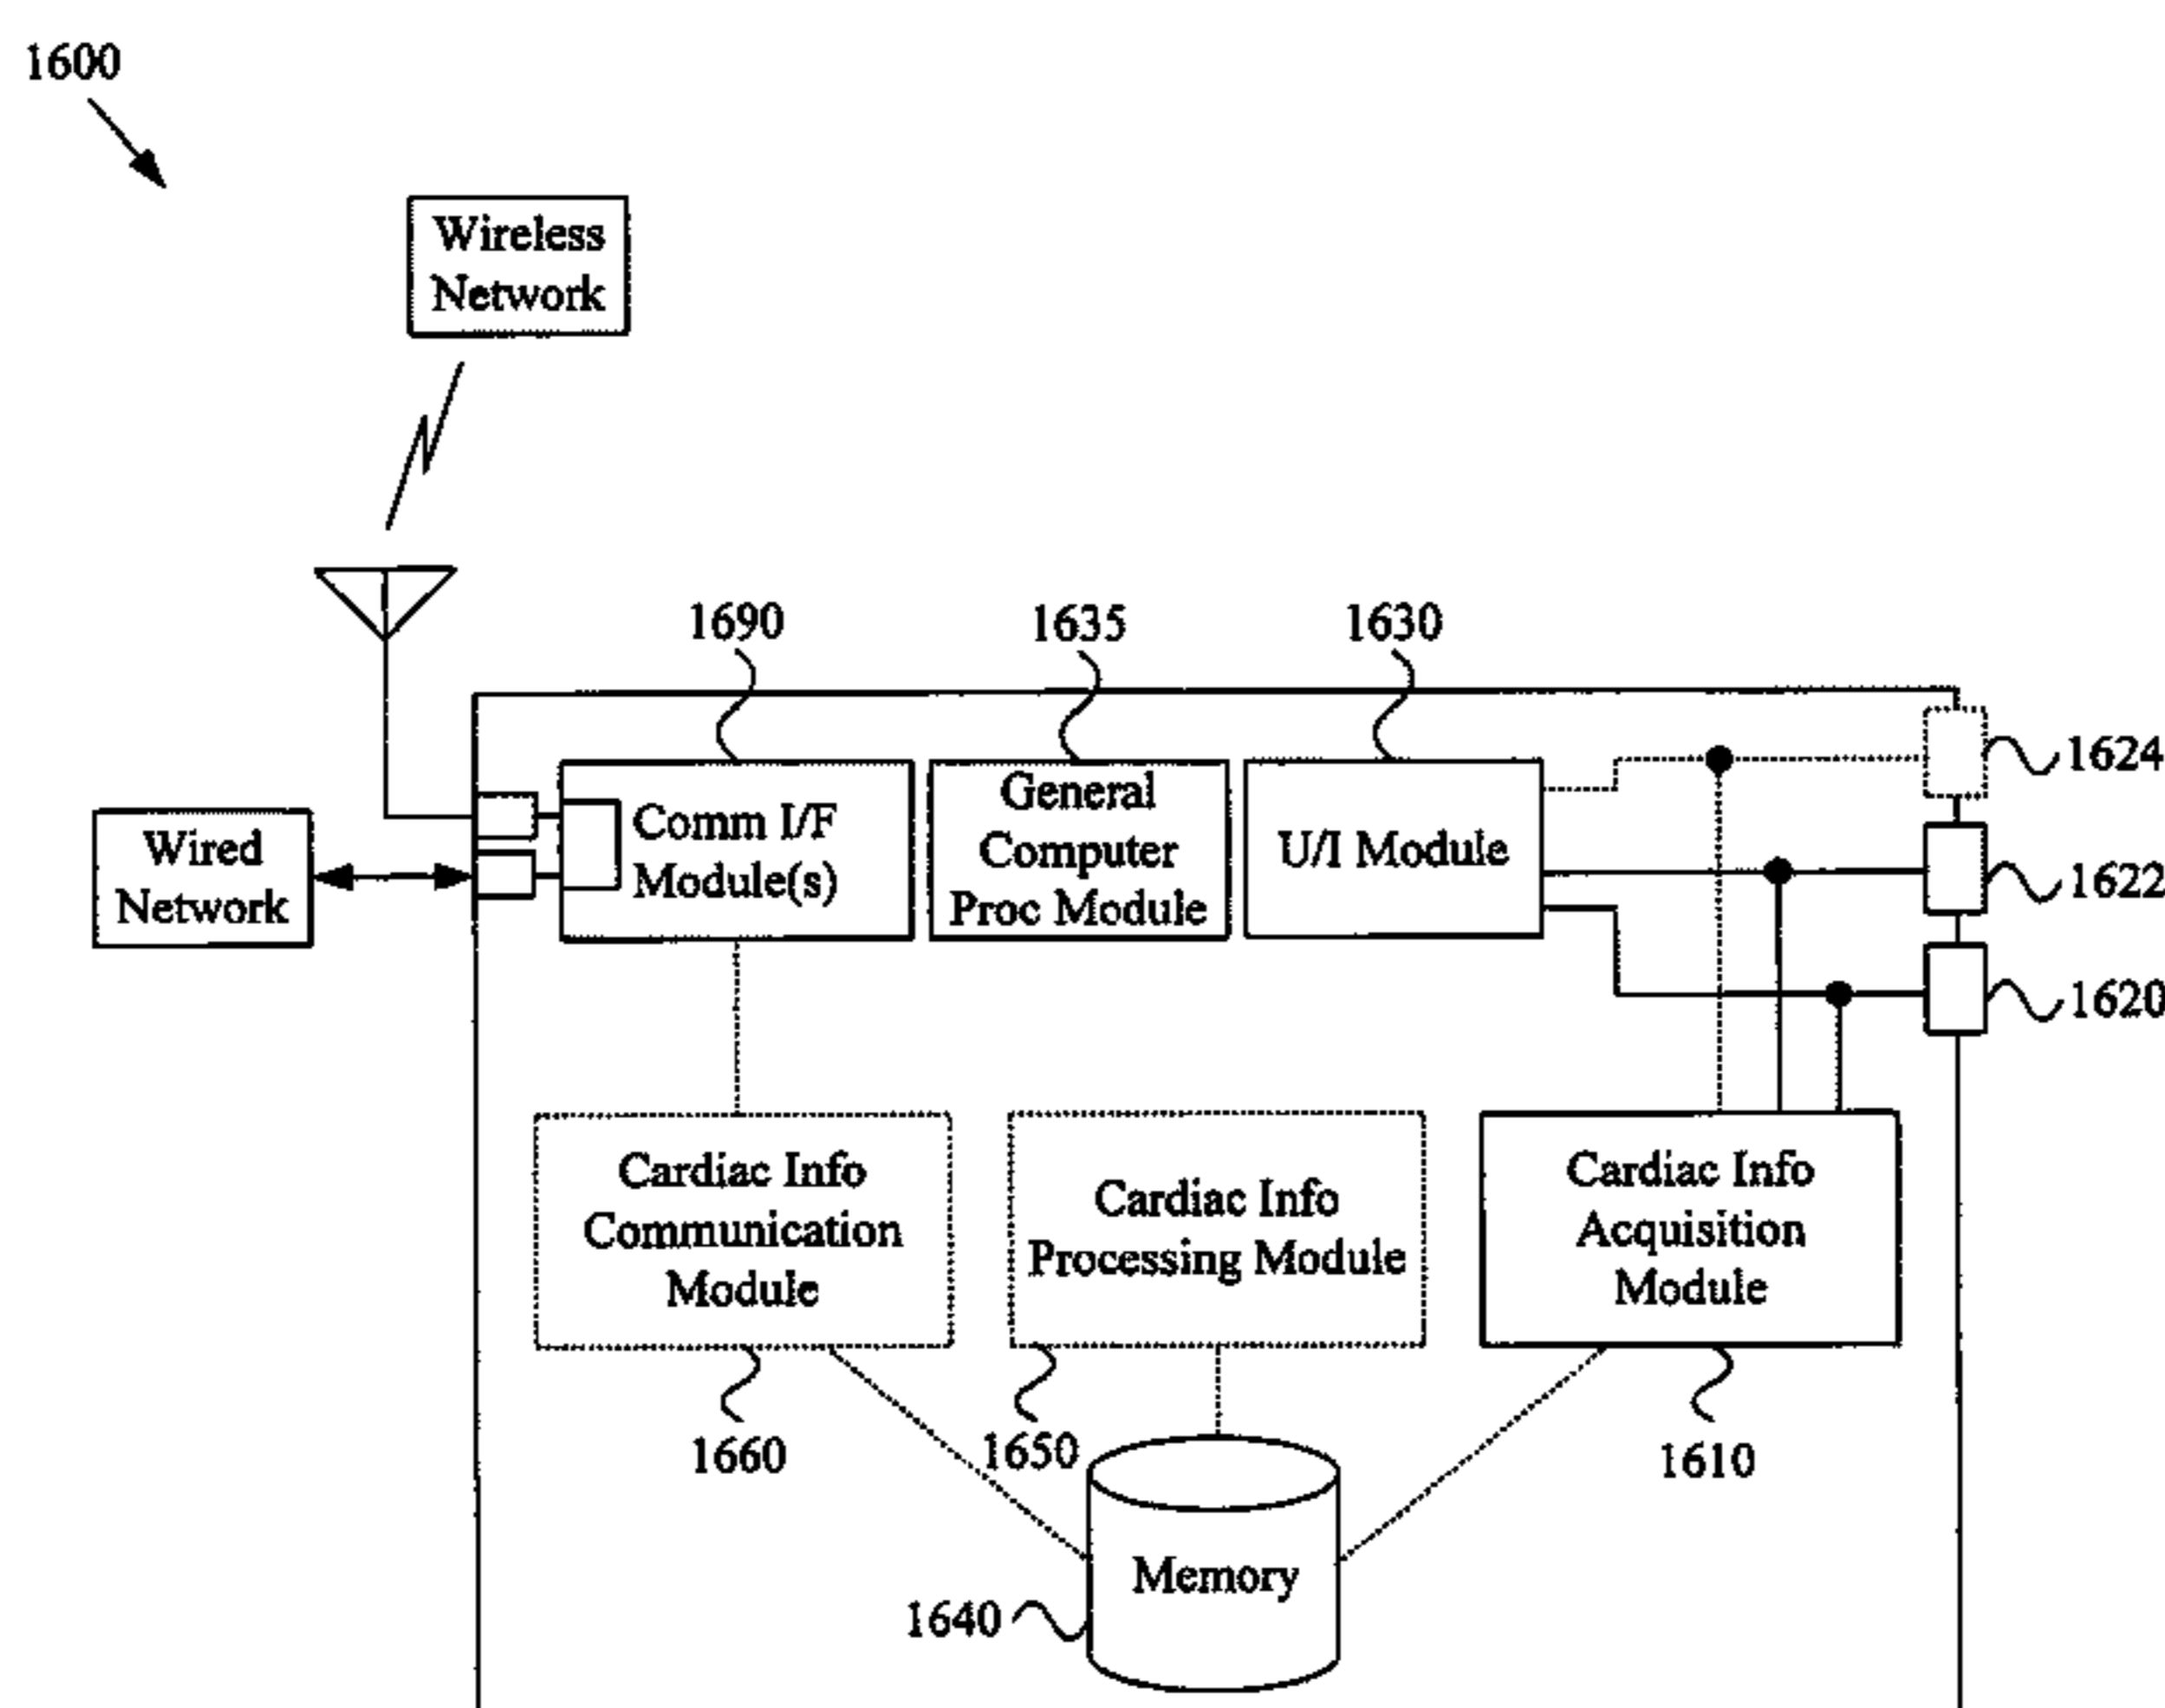 1600
Wireless
Network
1690
1635
1630
1624
Wired
Network
Comm I/F
Module(s)
General
Computer
Proc Module
U/I Module
1622
1620
Cardiac Info
Communication
Module
Cardiac Info
Processing Module
Cardiac Info
Acquisition
Module
1660
1650
1610
Memory
1640